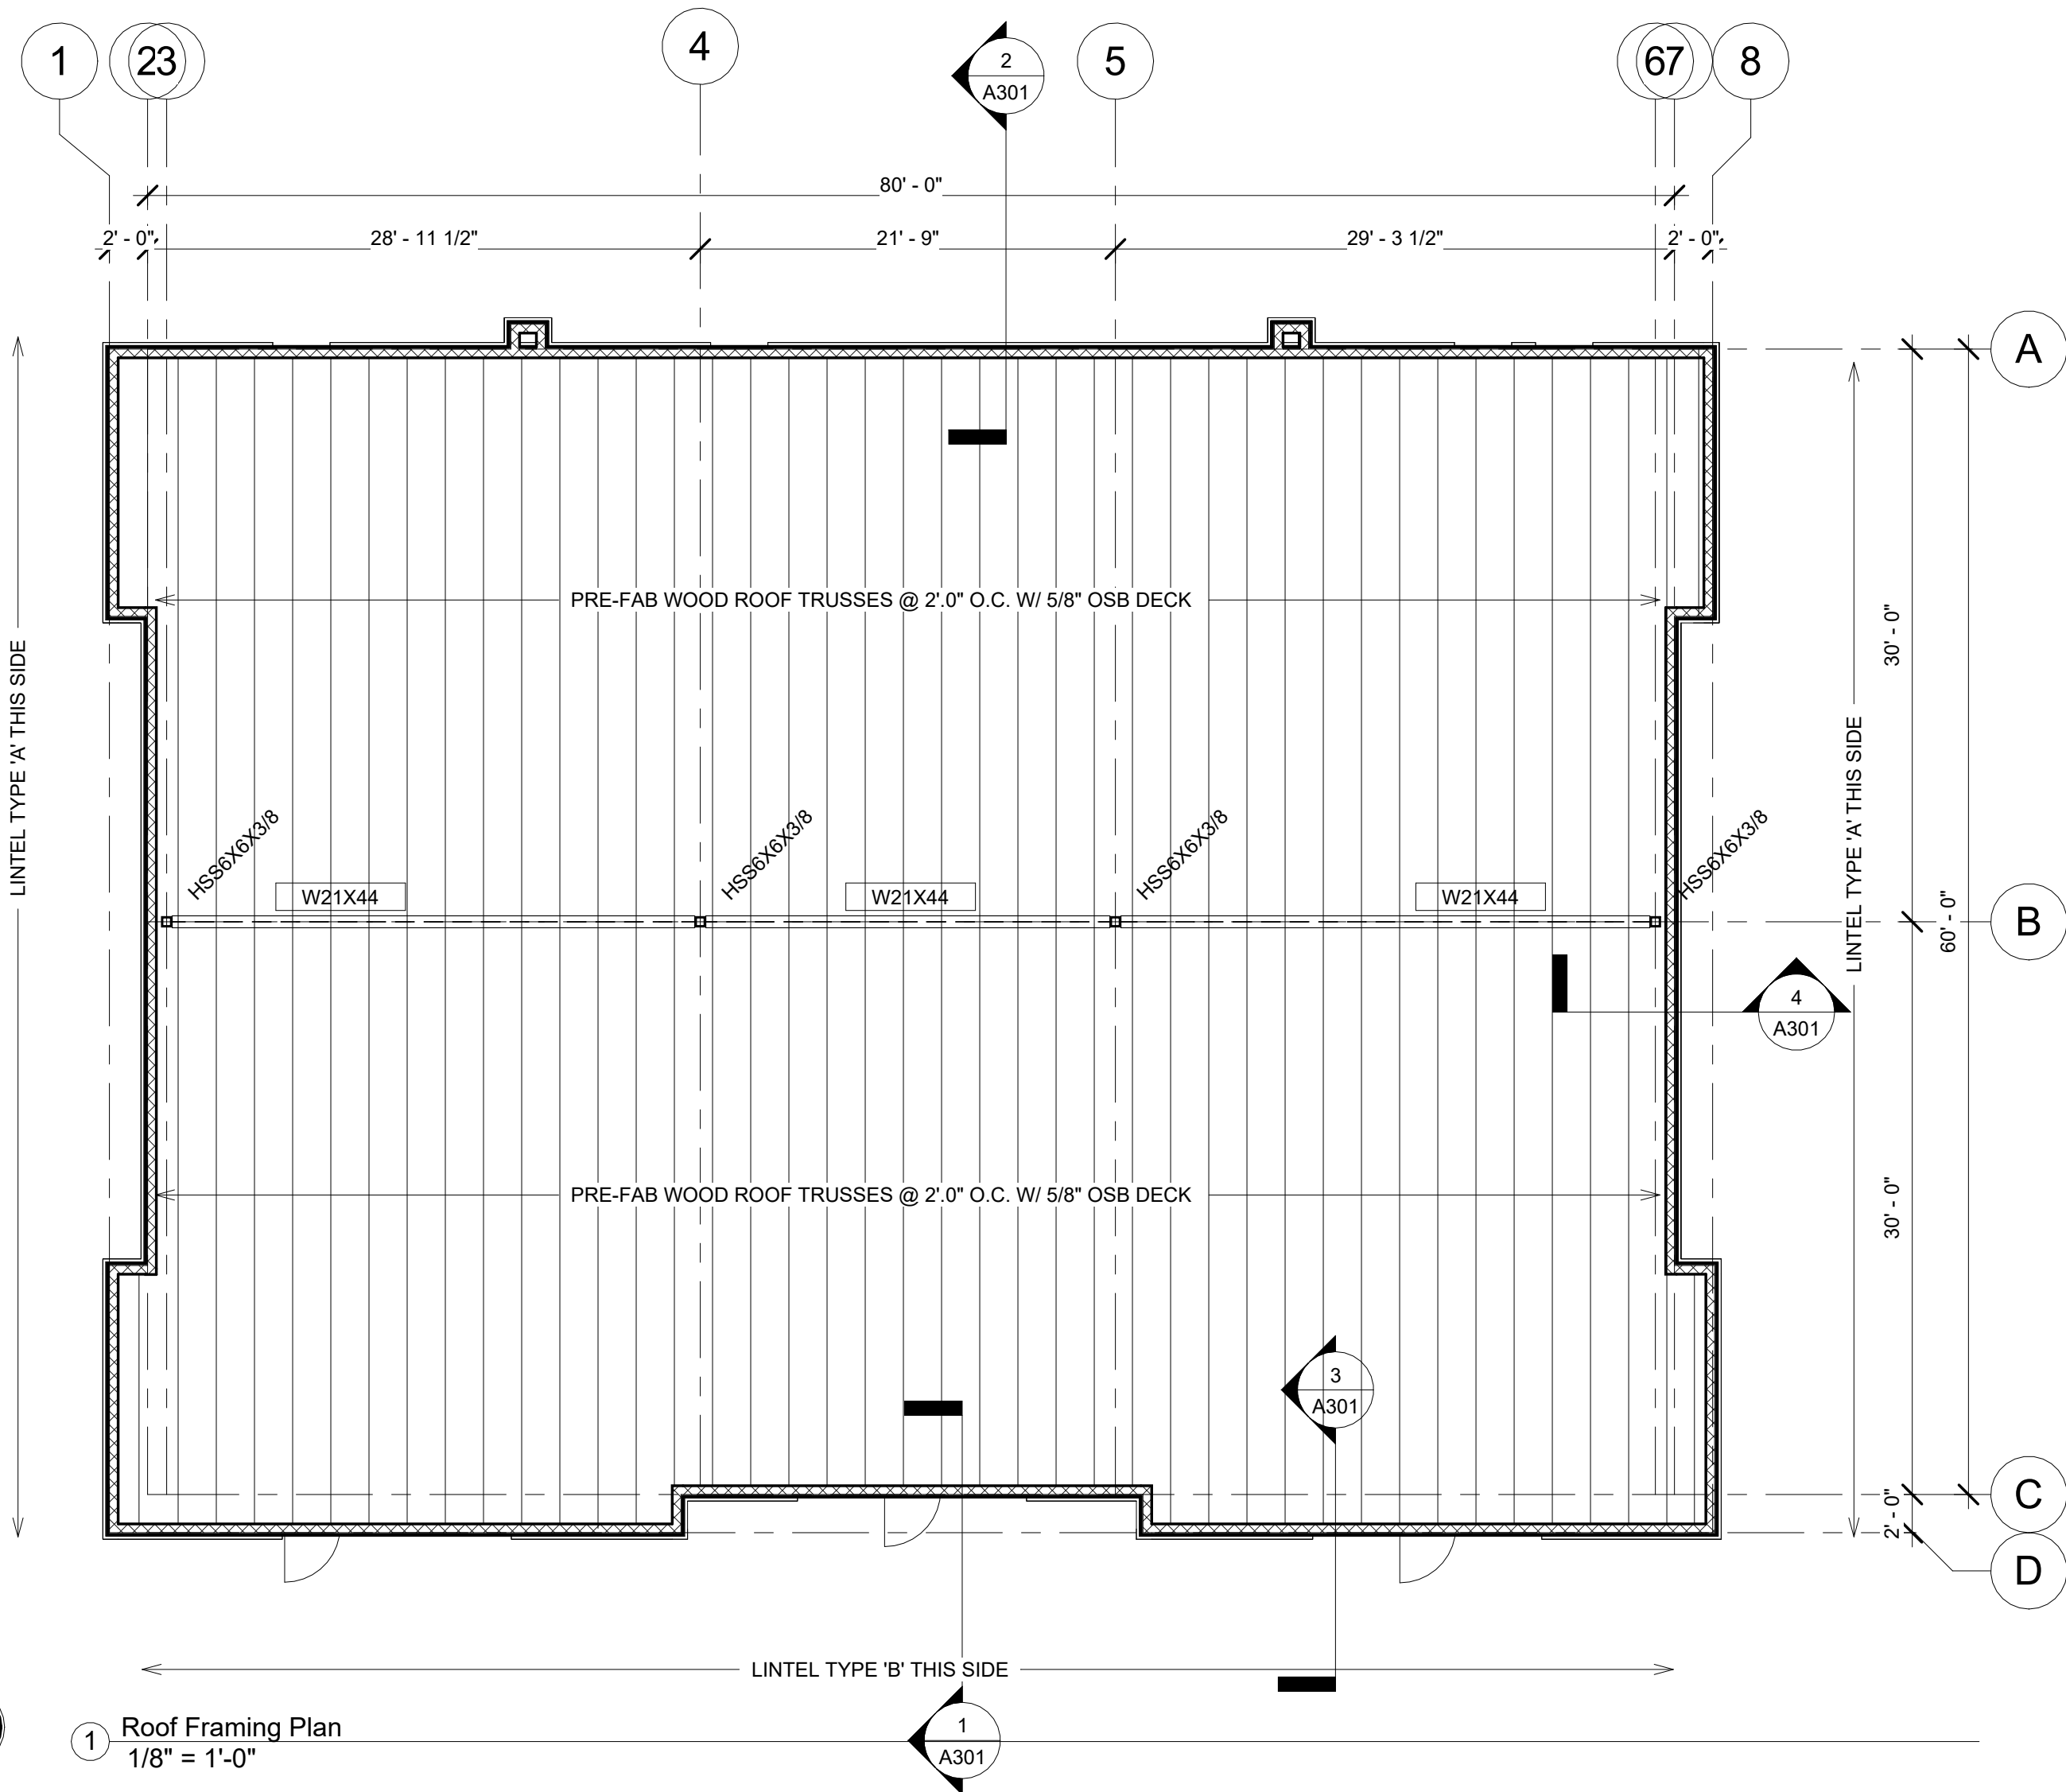 1
2
3
4
5
6
7
8
2
A301
80' - 0"
2' - 0"
28' - 11 1/2"
21' - 9"
29' - 3 1/2"
2' - 0"
A
LINTEL TYPE 'A' THIS SIDE
PRE-FAB WOOD ROOF TRUSSES @ 2'.0" O.C. W/ 5/8" OSB DECK
30' - 0"
LINTEL TYPE 'A' THIS SIDE
HSS6X6X3/8
HSS6X6X3/8
HSS6X6X3/8
HSS6X6X3/8
W21X44
W21X44
W21X44
60' - 0"
B
4
A301
PRE-FAB WOOD ROOF TRUSSES @ 2'.0" O.C. W/ 5/8" OSB DECK
30' - 0"
3
A301
C
2' - 0"
D
LINTEL TYPE 'B' THIS SIDE
1
Roof Framing Plan
1/8" = 1'-0"
1
A301